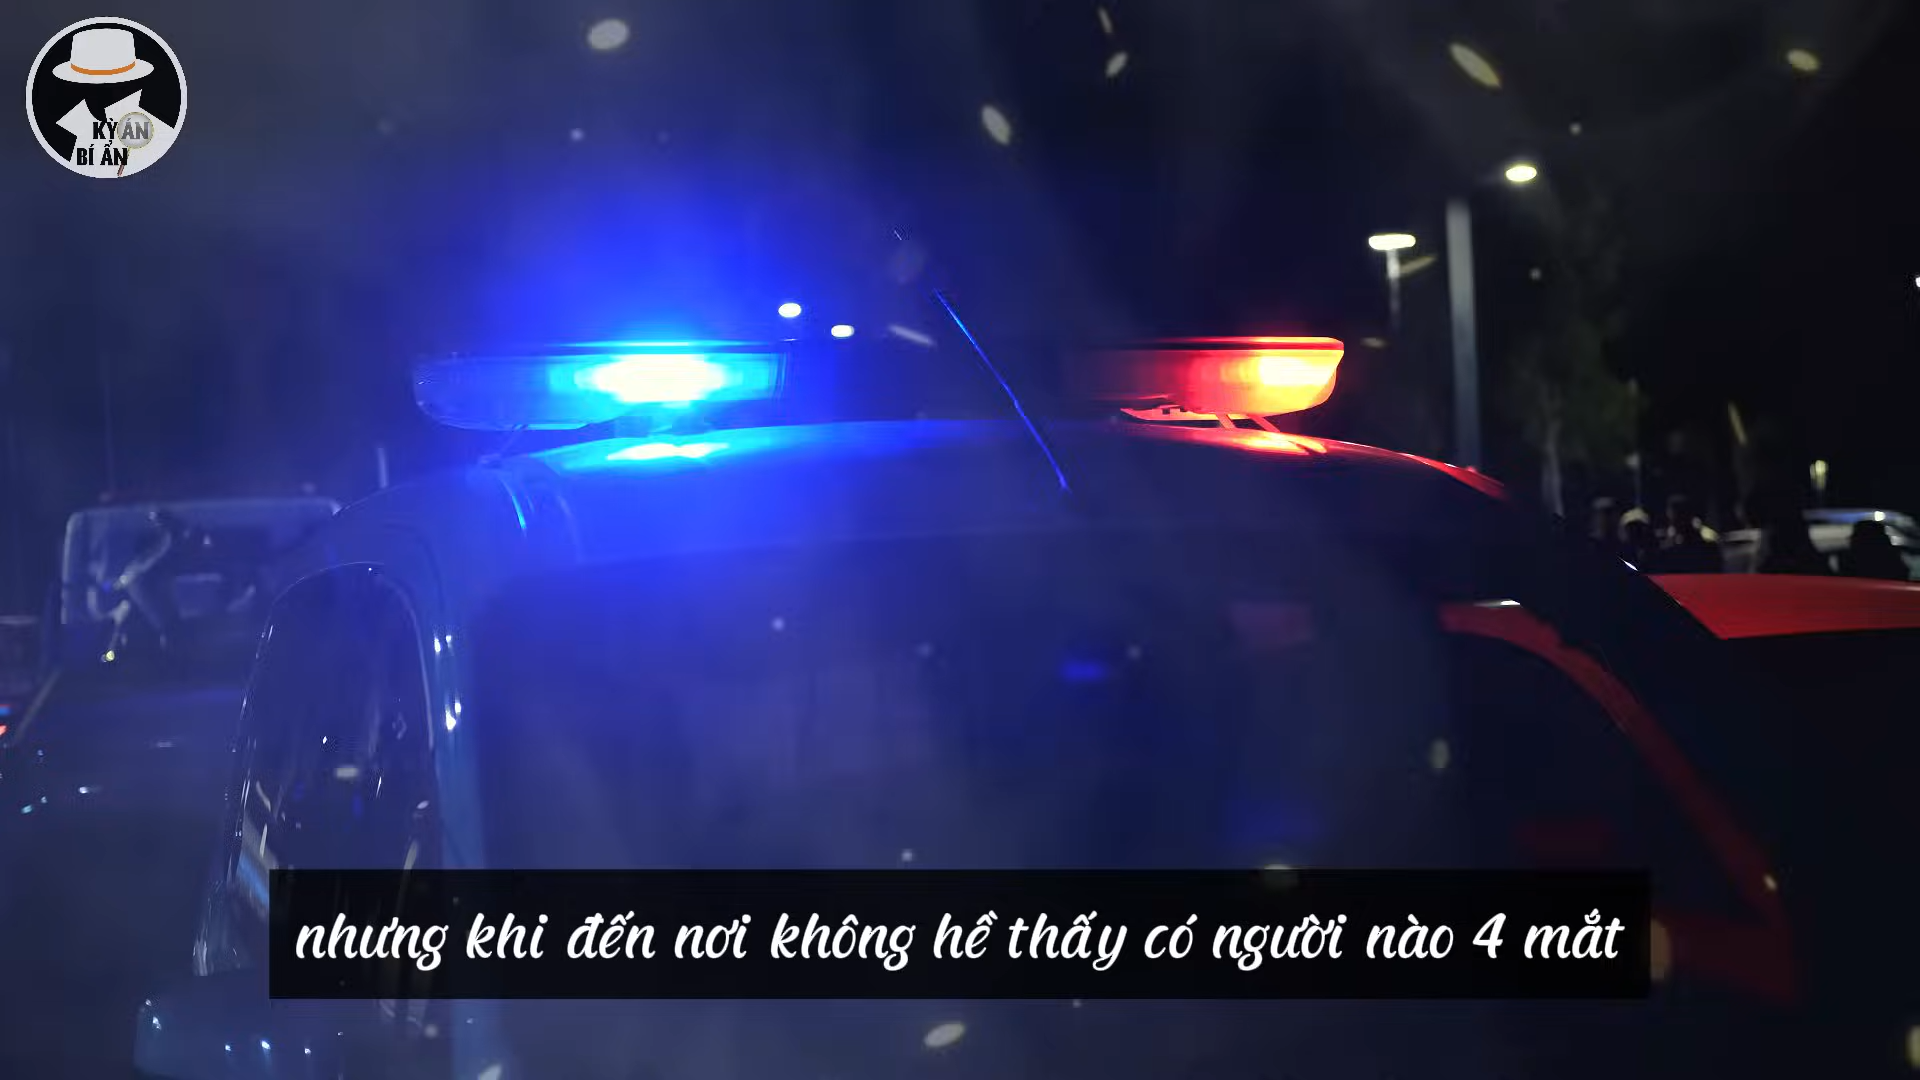 KỲ ÁN
BÍ ẨN
nhưng khi đến nơi không hề thấy có người nào 4 mắt